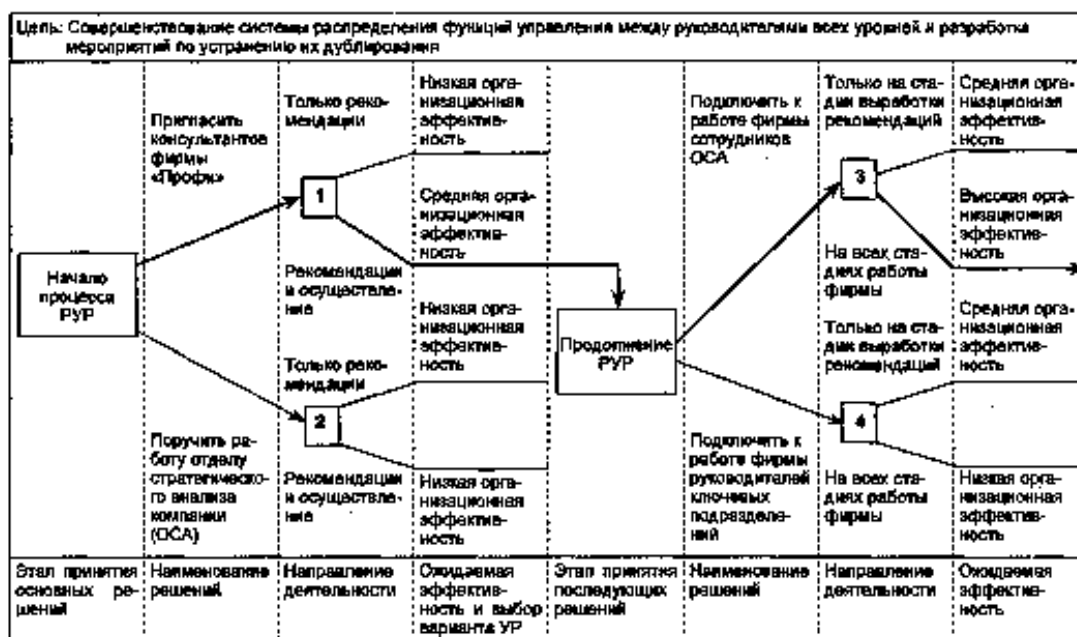 Цель: Совершенствование системы распределения функций управления между руководителями всех уровней и разработка
мероприятий по устранению их дублирования
Начало
процесса
РУР
Пригласить
консультантов
фирмы
«Профи»
Поручить ра-
боту отделу
стратегическо-
го анализа
компании
(ОСА)
Только реко-
мендации
1
Рекомендации
и осуществле-
ние
Только реко-
мендации
2
Рекомендации
и осуществле-
ние
Низкая орга-
низационная
эффектив-
ность
Средняя орга-
низационная
эффектив-
ность
Низкая орга-
низационная
эффектив-
ность
Низкая орга-
низационная
эффектив-
ность
Продолжение
РУР
Подключить к
работе фирмы
сотрудников
ОСА
Подключить к
работе фирмы
руководителей
ключевых
подразделе-
ний
Только на ста-
дии выработки
рекомендаций
3
На всех ста-
диях работы
фирмы
Только на ста-
дии выработки
рекомендаций
4
На всех ста-
диях работы
фирмы
Средняя орга-
низационная
эффектив-
ность
Высокая орга-
низационная
эффектив-
ность
Средняя орга-
низационная
эффектив-
ность
Низкая орга-
низационная
эффектив-
ность
Этап принятия
основных ре-
шений
Наименование
решений
Направление
деятельности
Ожидаемая
эффектив-
ность и выбор
варианта УР
Этап принятия
последующих
решений
Наименование
решений
Направление
деятельности
Ожидаемая
эффектив-
ность